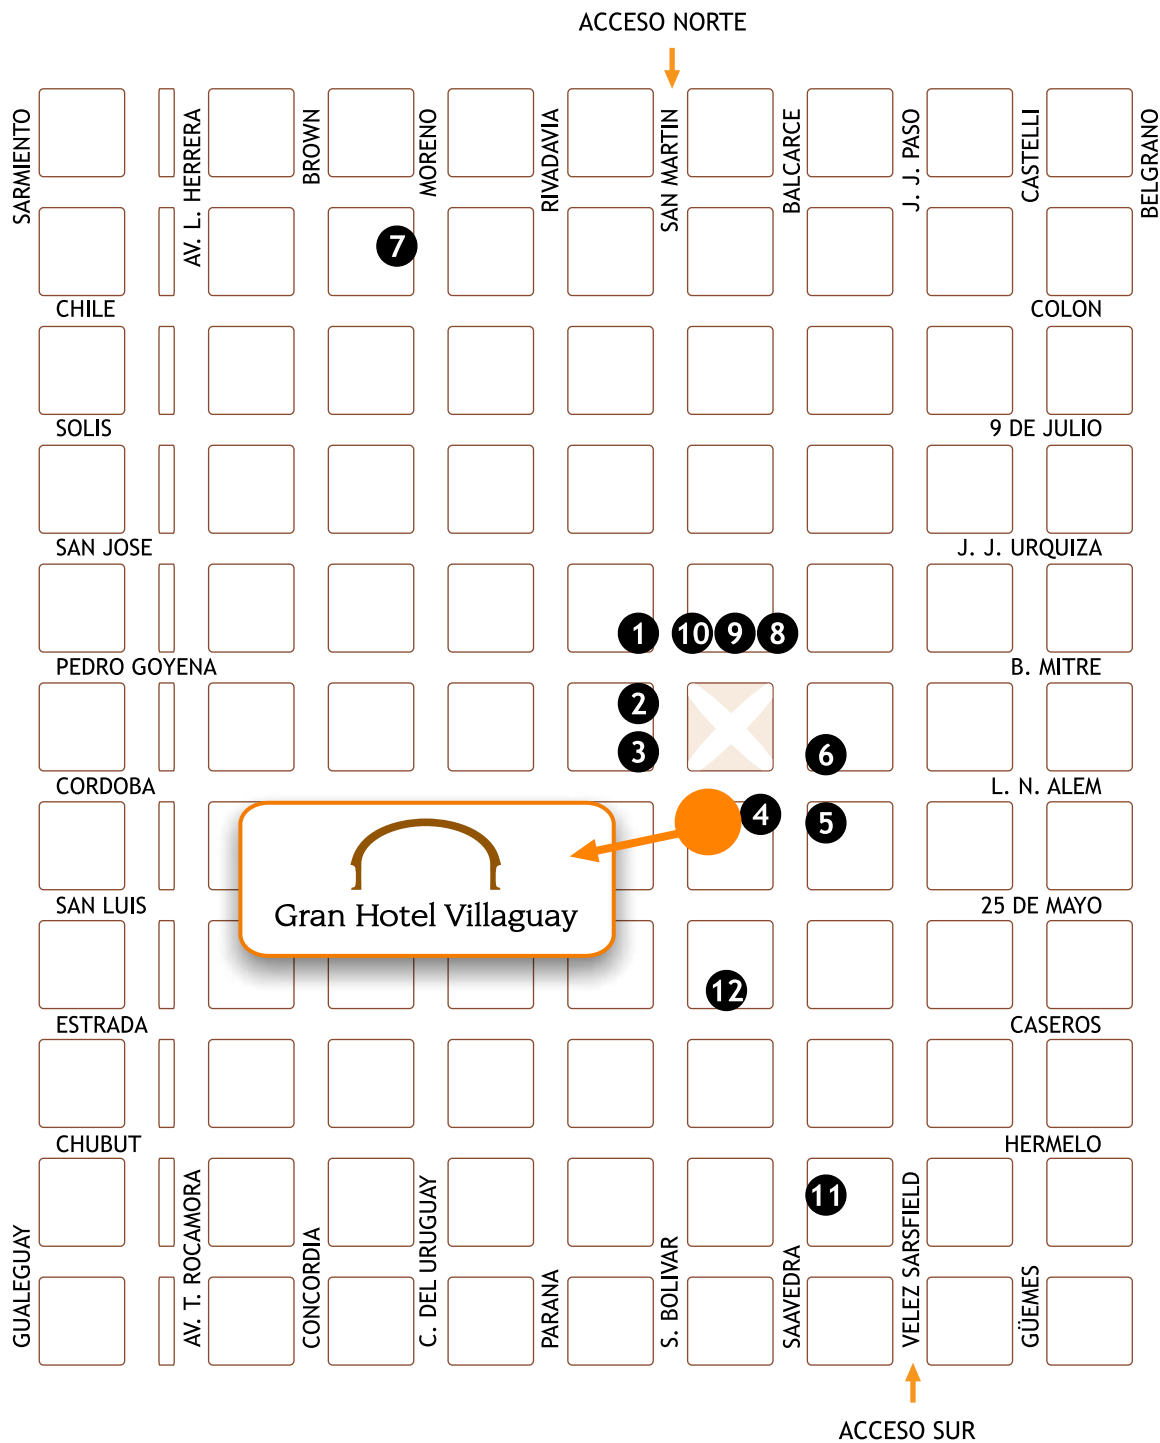 ACCESO NORTE
SARMIENTO
AV. L. HERRERA
BROWN
MORENO
RIVADAVIA
SAN MARTIN
BALCARCE
J. J. PASO
CASTELLI
BELGRANO
7
CHILE
COLON
SOLIS
9 DE JULIO
SAN JOSE
J. J. URQUIZA
1
10
9
8
PEDRO GOYENA
B. MITRE
2
3
6
CORDOBA
L. N. ALEM
4
5
Gran Hotel Villaguay
SAN LUIS
25 DE MAYO
12
ESTRADA
CASEROS
CHUBUT
HERMELO
11
GUALEGUAY
AV. T. ROCAMORA
CONCORDIA
C. DEL URUGUAY
PARANA
S. BOLIVAR
SAAVEDRA
VELEZ SARSFIELD
GÜEMES
ACCESO SUR